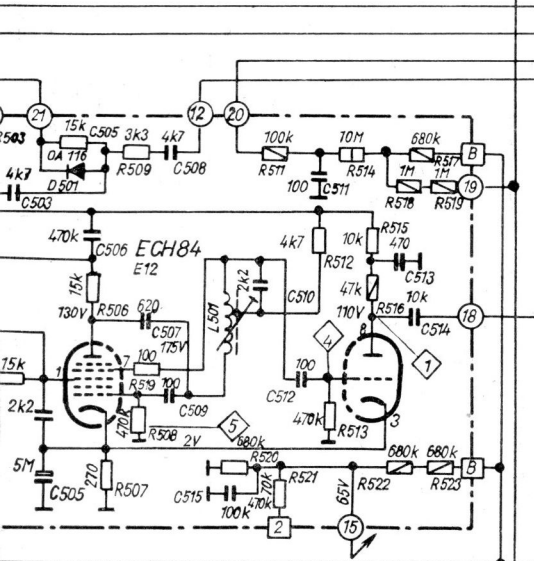 21
15k
C505
R503
0A 116
D501
4k7
C503
3k3
R509
4k7
C508
12
20
100k
R511
100
C511
10M
R514
680k
R517
B
1M
R518
1M
R519
19
470k
C506
ECH84
E12
15k
R506
130V
620
C507
175V
L501
2k2
C510
4k7
R512
10k
R515
470
C513
47k
R516
110V
10k
C514
18
15k
1
7
100
R519
100
C509
470k
R508
5
2V
C512
100
4
470k
R513
8
3
1
2k2
5M
C505
270
R507
680k
R520
C515
100k
R521
470k
2
65V
15
R522
680k
680k
R523
B